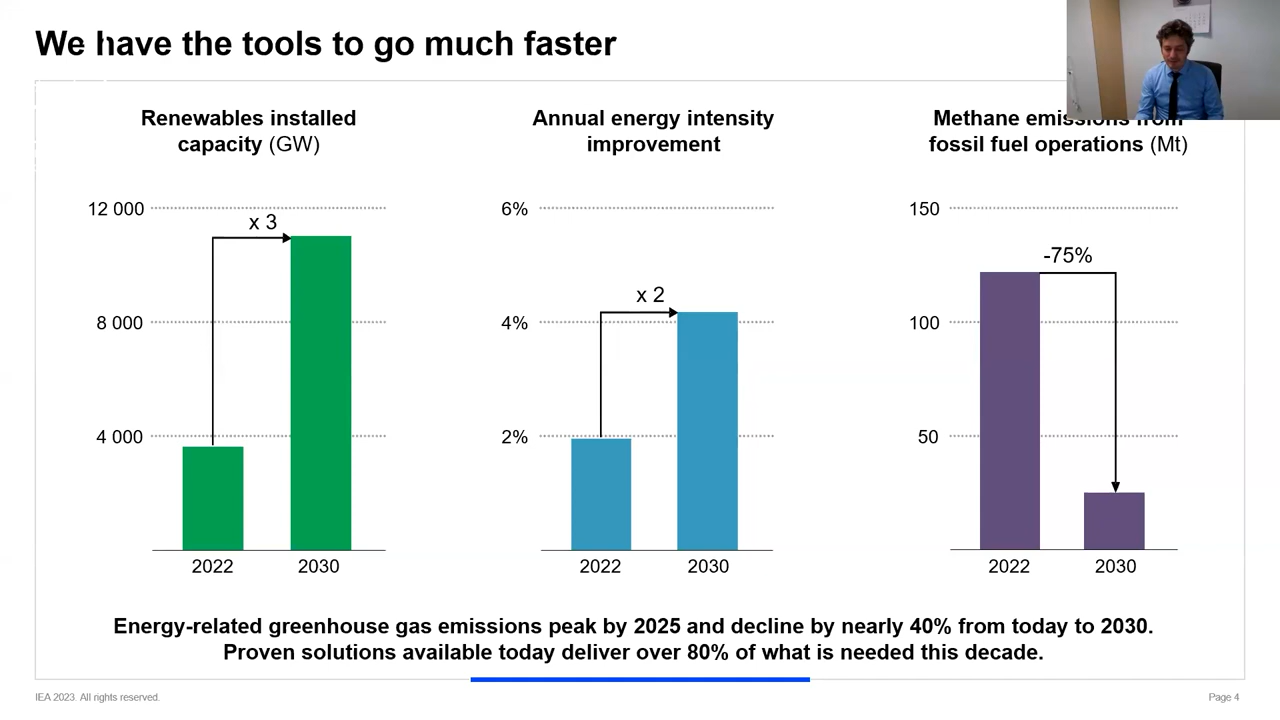 We have the tools to go much faster
Renewables installed
capacity (GW)
12 000
8 000
4 000
x 3
2022
2030
Annual energy intensity
improvement
6%
4%
2%
x 2
2022
2030
Methane emissions from
fossil fuel operations (Mt)
150
100
50
-75%
2022
2030
Energy-related greenhouse gas emissions peak by 2025 and decline by nearly 40% from today to 2030.
Proven solutions available today deliver over 80% of what is needed this decade.
IEA 2023. All rights reserved.
Page 4